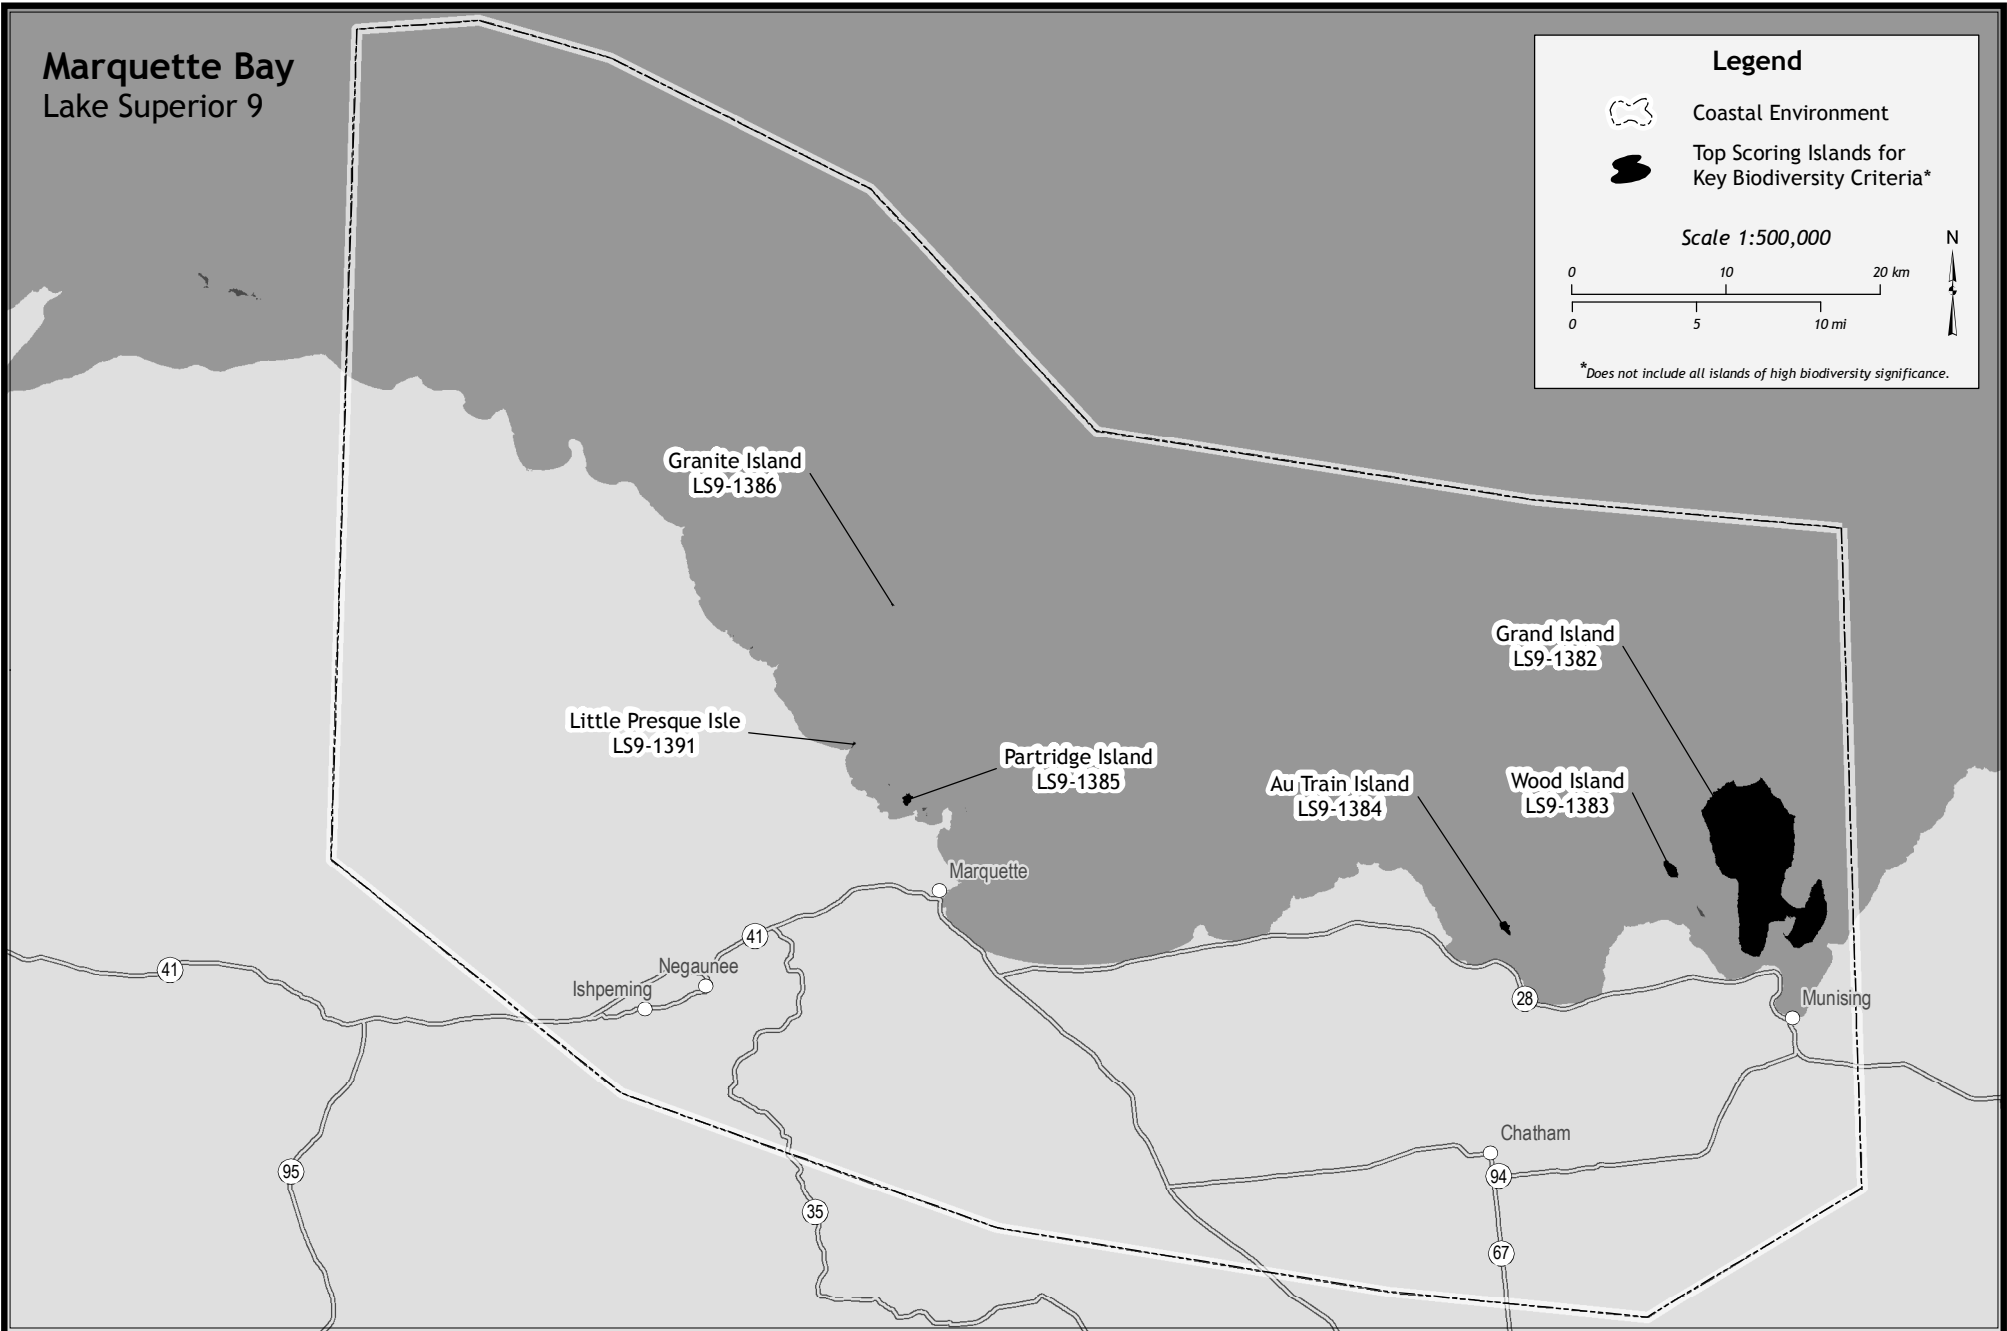 Marquette Bay
Lake Superior 9
Legend
Coastal Environment
Top Scoring Islands for
Key Biodiversity Criteria*
Scale 1:500,000
N
0 10 20 km
0 5 10 mi
*Does not include all islands of high biodiversity significance.
Granite Island
LS9-1386
Grand Island
LS9-1382
Little Presque Isle
LS9-1391
Partridge Island
LS9-1385
Au Train Island
LS9-1384
Wood Island
LS9-1383
Marquette
41
Negaunee
41
Ishpeming
28
Munising
Chatham
95
94
35
67